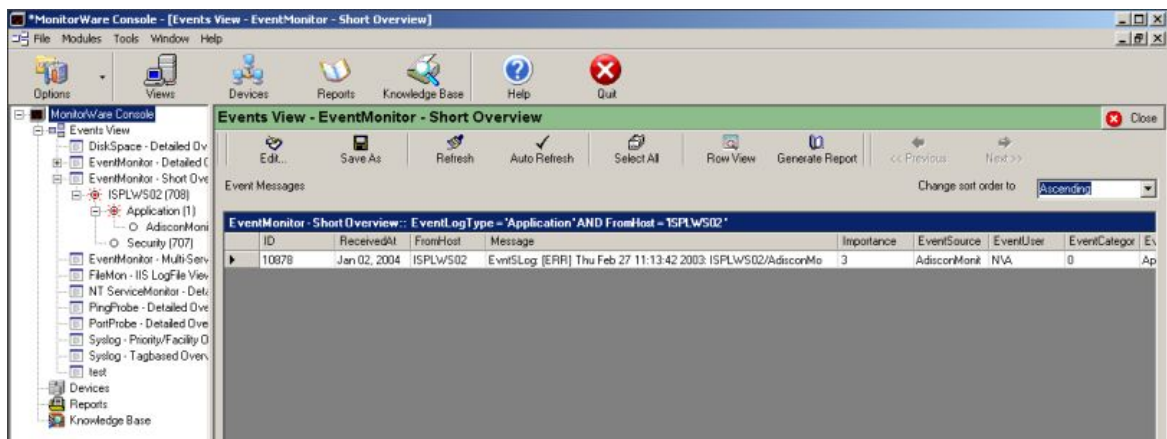 *MonitorWare Console - [Events View - EventMonitor - Short Overview]
File Modules Tools Window Help
Options Views Devices Reports Knowledge Base Help Quit
MonitorWare Console
Events View
DiskSpace - Detailed Ov
EventMonitor - Detailed (
EventMonitor - Short Ove
ISPLWS02 (708)
Application (1)
AdisconMoni
Security (707)
EventMonitor - Multi-Serv
FileMon - IIS LogFile View
NT ServiceMonitor - Deta
PingProbe - Detailed Ove
PortProbe - Detailed Ove
Syslog - Priority/Facility O
Syslog - Tagbased Overv
test
Devices
Reports
Knowledge Base
Events View - EventMonitor - Short Overview Close
Edit... Save As Refresh Auto Refresh Select All Row View Generate Report << Previous Next >>
Event Messages Change sort order to Ascending
EventMonitor - Short Overview:: EventLogType = 'Application' AND FromHost = 'ISPLWS02 '
ID ReceivedAt FromHost Message Importance EventSource EventUser EventCategor Ev
10878 Jan 02, 2004 ISPLWS02 EvntSLog: [ERR] Thu Feb 27 11:13:42 2003: ISPLWS02/AdisconMo 3 AdisconMonit N\A 0 Ap